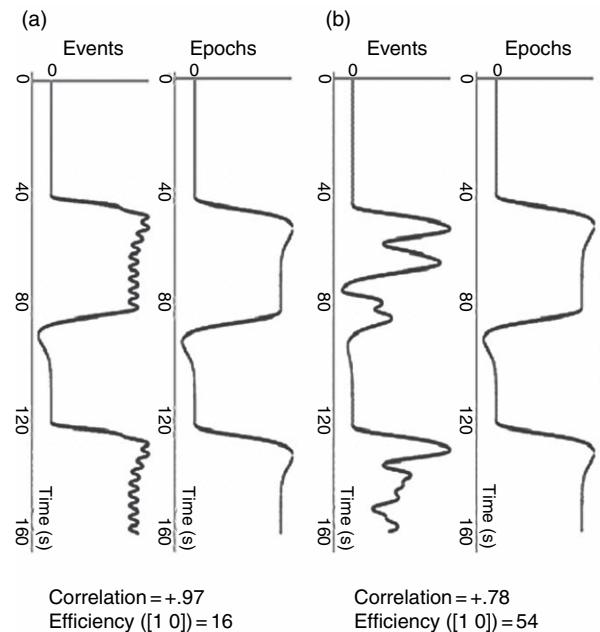 (a)
(b)
Events
Epochs
Events
Epochs
0
0
0
0
0
40
80
120
160
Time (s)
0
40
80
120
160
Time (s)
0
40
80
120
160
Time (s)
0
40
80
120
160
Time (s)
Correlation = +.97
Efficiency ([1 0]) = 16
Correlation = +.78
Efficiency ([1 0]) = 54